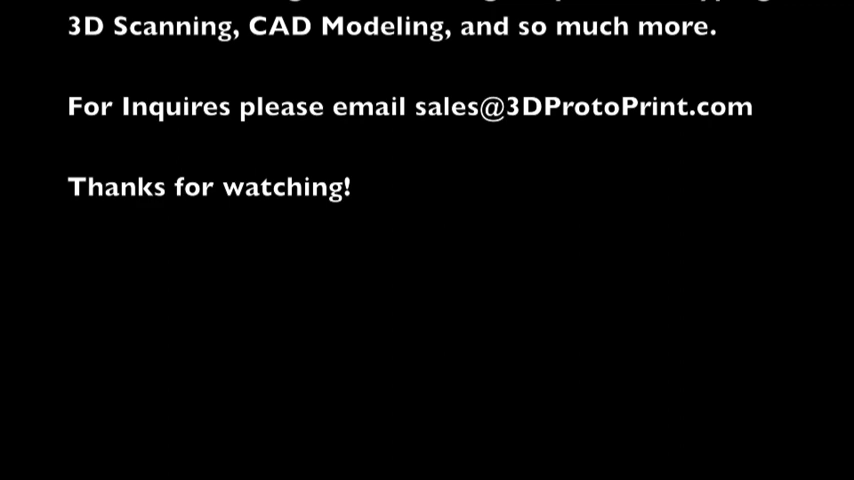 3D Scanning, CAD Modeling, and so much more.
For Inquires please email sales@3DProtoPrint.com
Thanks for watching!